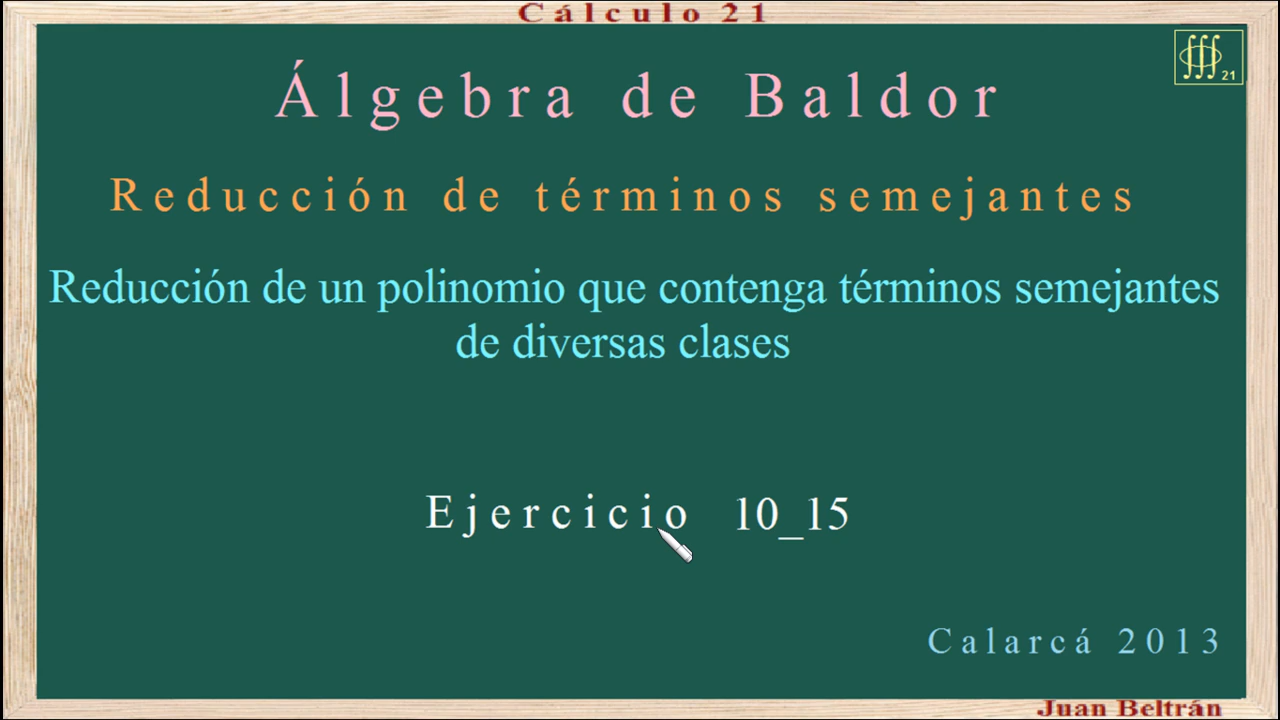 Cálculo 21
21
Álgebra de Baldor
Reducción de términos semejantes
Reducción de un polinomio que contenga términos semejantes
de diversas clases
Ejercicio 10_15
Calarcá 2013
Juan Beltrán